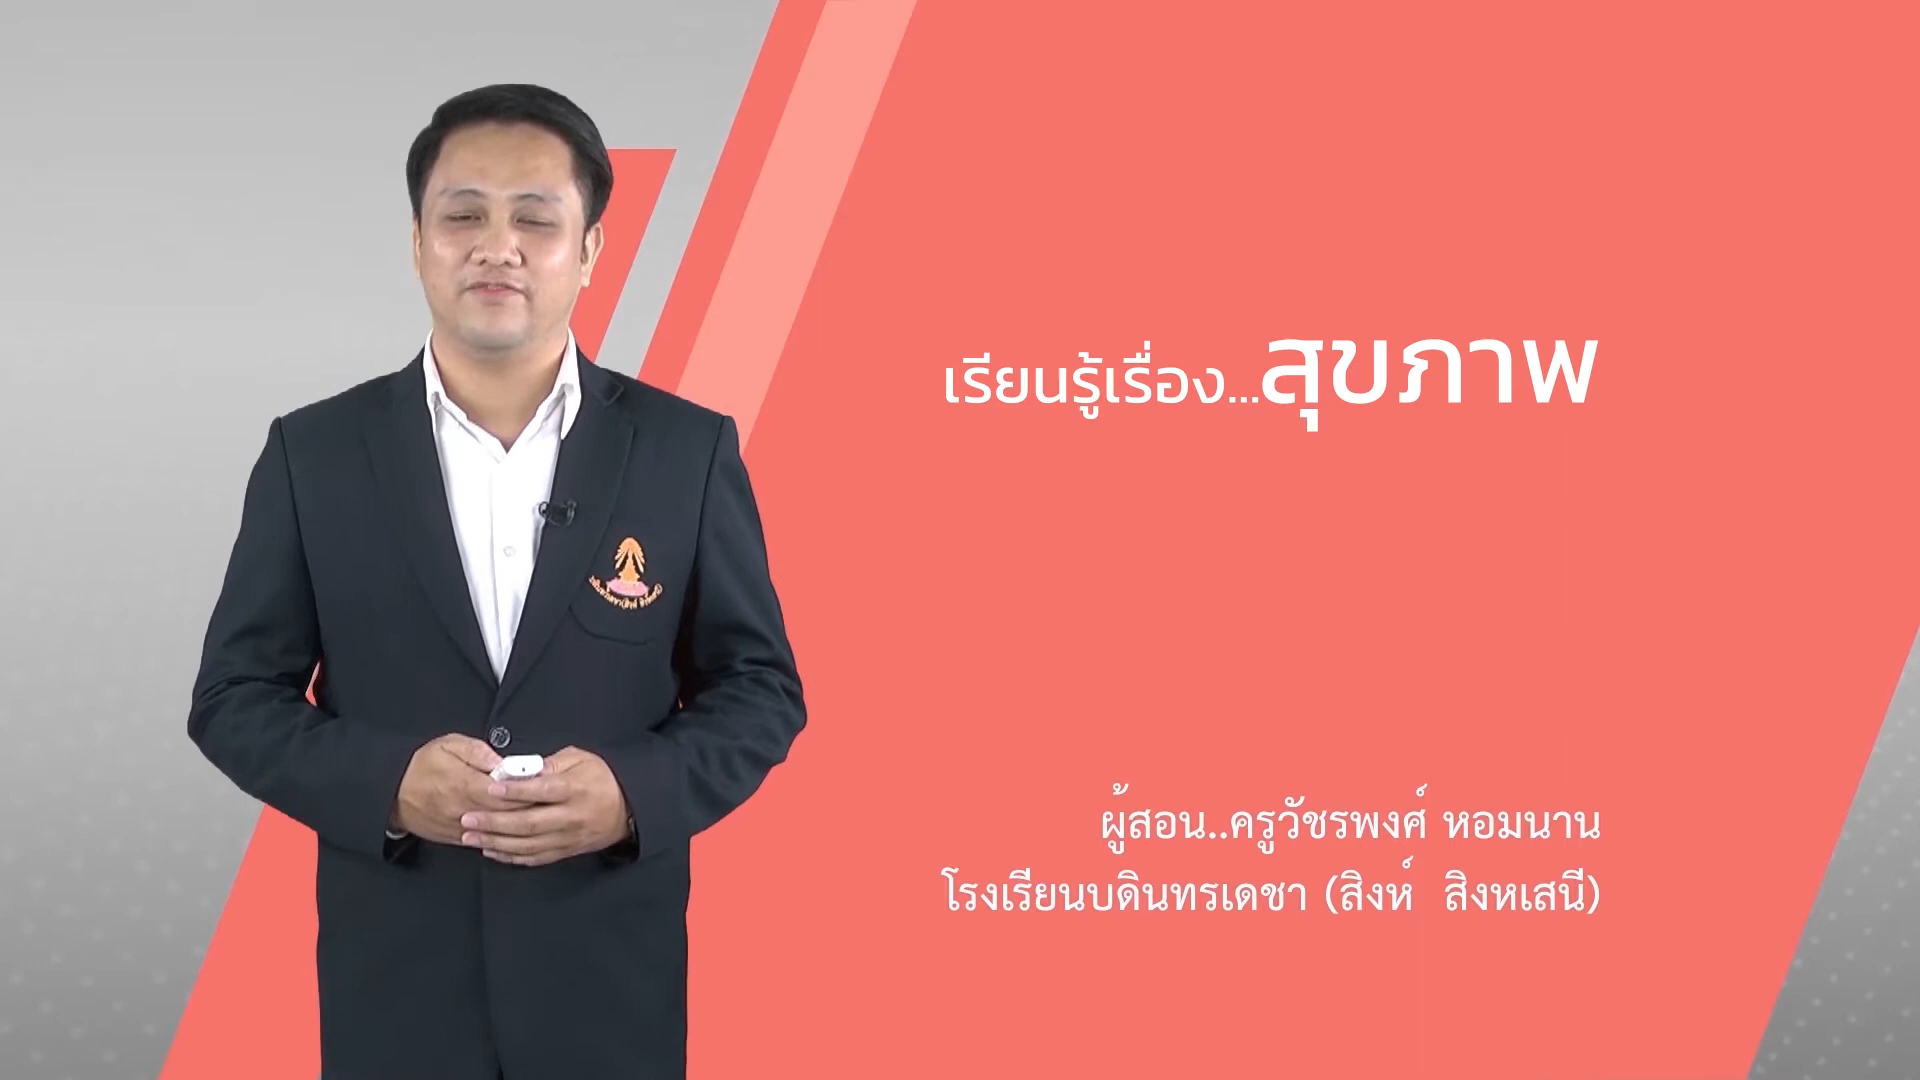 เรียนรู้เรื่อง...สุขภาพ
ผู้สอน..ครูวัชรพงศ์ หอมนาน
โรงเรียนบดินทรเดชา (สิงห์ สิงหเสนี)